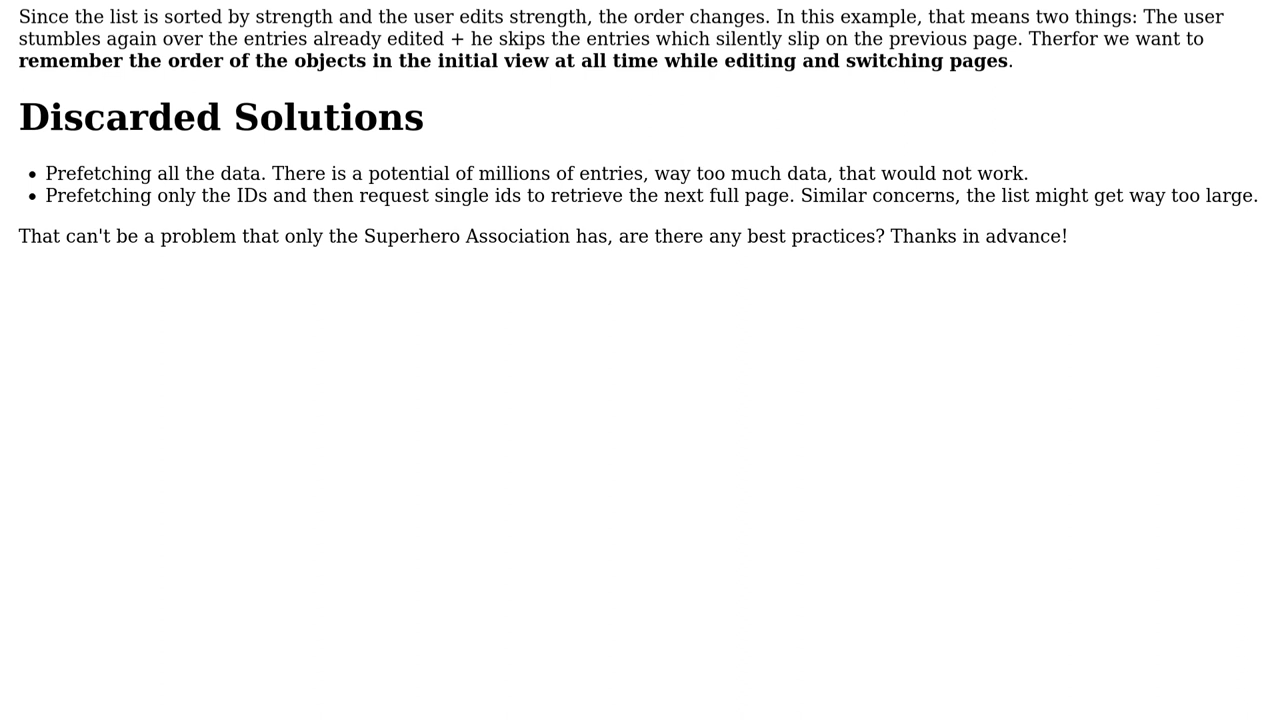 Since the list is sorted by strength and the user edits strength, the order changes. In this example, that means two things: The user
stumbles again over the entries already edited + he skips the entries which silently slip on the previous page. Therfor we want to
remember the order of the objects in the initial view at all time while editing and switching pages.
Discarded Solutions
• Prefetching all the data. There is a potential of millions of entries, way too much data, that would not work.
• Prefetching only the IDs and then request single ids to retrieve the next full page. Similar concerns, the list might get way too large.
That can't be a problem that only the Superhero Association has, are there any best practices? Thanks in advance!